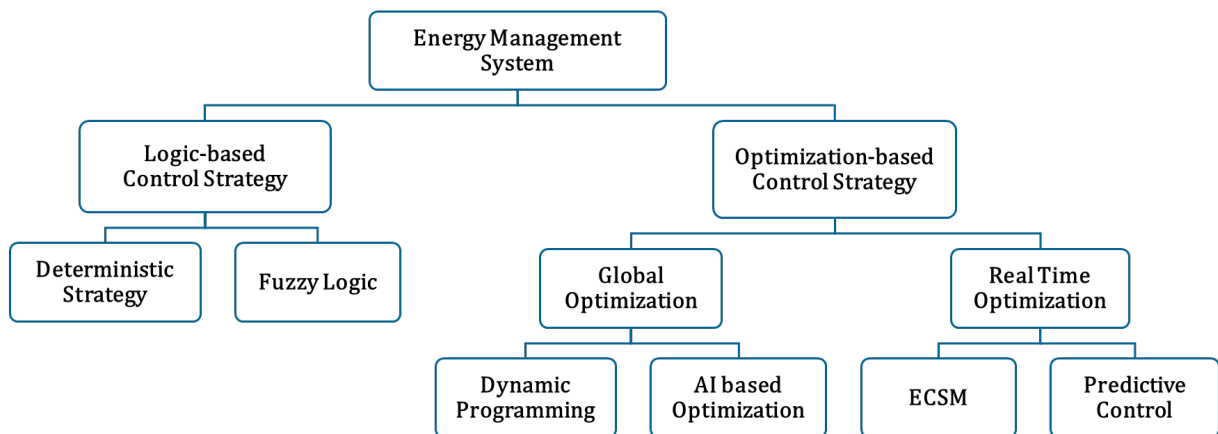 Energy Management
System
Logic-based
Control Strategy
Optimization-based
Control Strategy
Deterministic
Strategy
Fuzzy Logic
Global
Optimization
Real Time
Optimization
Dynamic
Programming
AI based
Optimization
ECSM
Predictive
Control